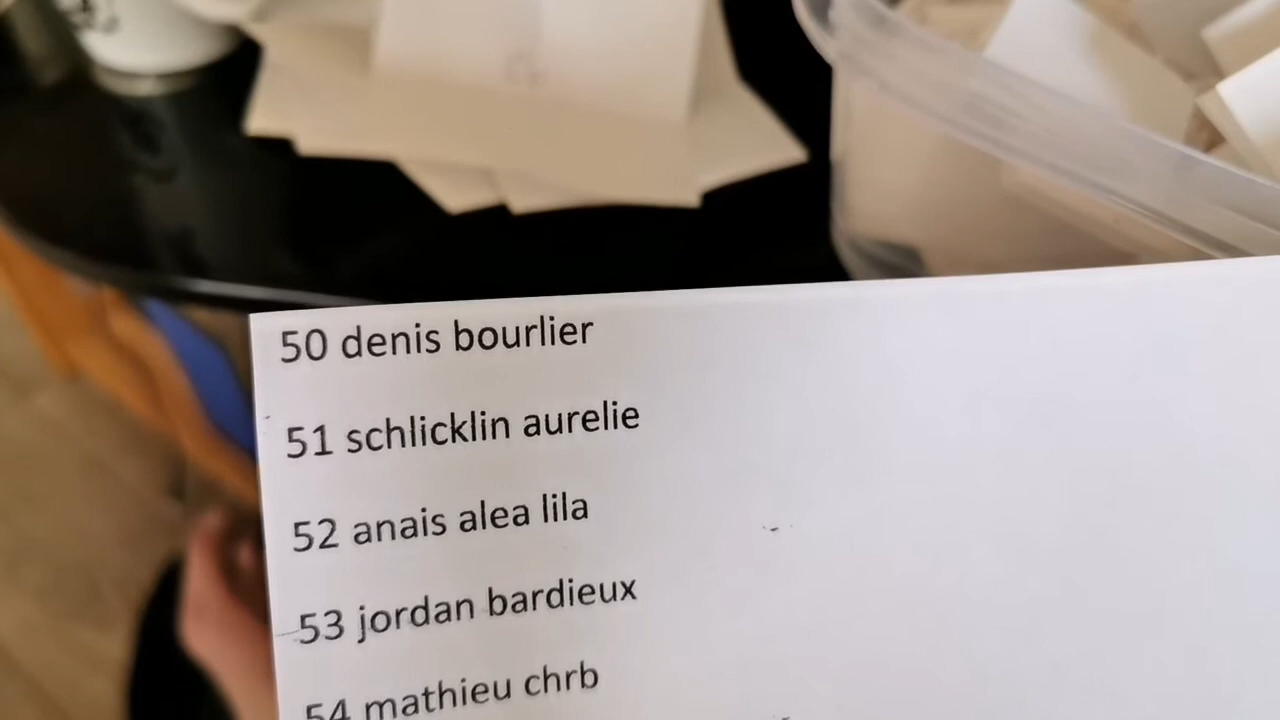 50 denis bourlier
51 schlicklin aurelie
52 anais alea lila
53 jordan bardieux
54 mathieu chrb